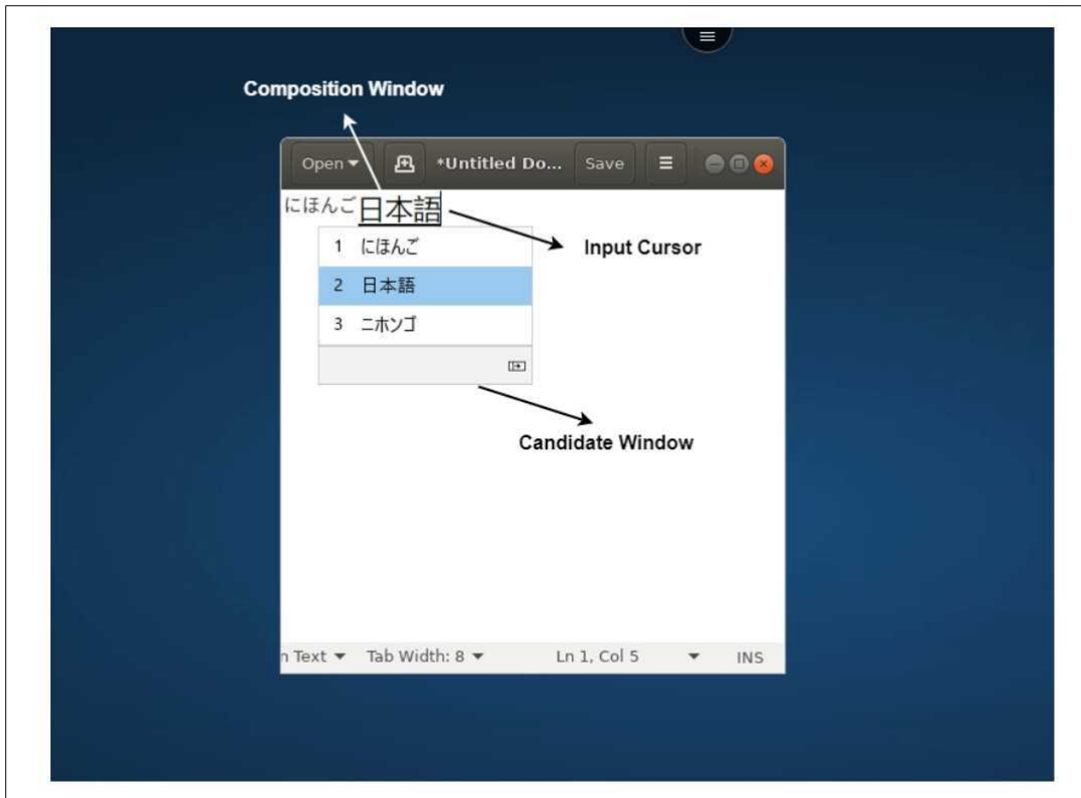 Composition Window
Open *Untitled Do... Save
にほんご日本語
1 にほんご
Input Cursor
2 日本語
3 ニホンゴ
Candidate Window
n Text Tab Width: 8 Ln 1, Col 5 INS